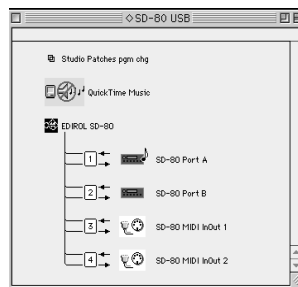 SD-80 USB
Studio Patches pgm chg
QuickTime Music
EDIROL SD-80
1 SD-80 Port A
2 SD-80 Port B
3 SD-80 MIDI InOut 1
4 SD-80 MIDI InOut 2